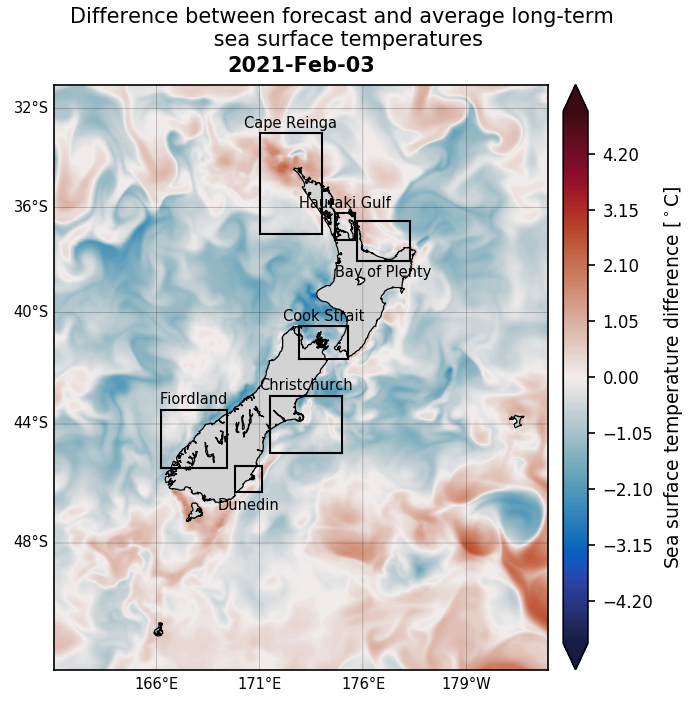 Difference between forecast and average long-term
sea surface temperatures
2021-Feb-03
32°S
36°S
40°S
44°S
48°S
Cape Reinga
Hauraki Gulf
Bay of Plenty
Cook Strait
Christchurch
Fiordland
Dunedin
166°E
171°E
176°E
179°W
4.20
3.15
2.10
1.05
0.00
−1.05
−2.10
−3.15
−4.20
Sea surface temperature difference [°C]